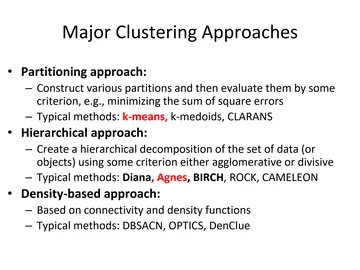 Major Clustering Approaches
• Partitioning approach:
– Construct various partitions and then evaluate them by some
criterion, e.g., minimizing the sum of square errors
– Typical methods: k-means, k-medoids, CLARANS
• Hierarchical approach:
– Create a hierarchical decomposition of the set of data (or
objects) using some criterion either agglomerative or divisive
– Typical methods: Diana, Agnes, BIRCH, ROCK, CAMELEON
• Density-based approach:
– Based on connectivity and density functions
– Typical methods: DBSACN, OPTICS, DenClue